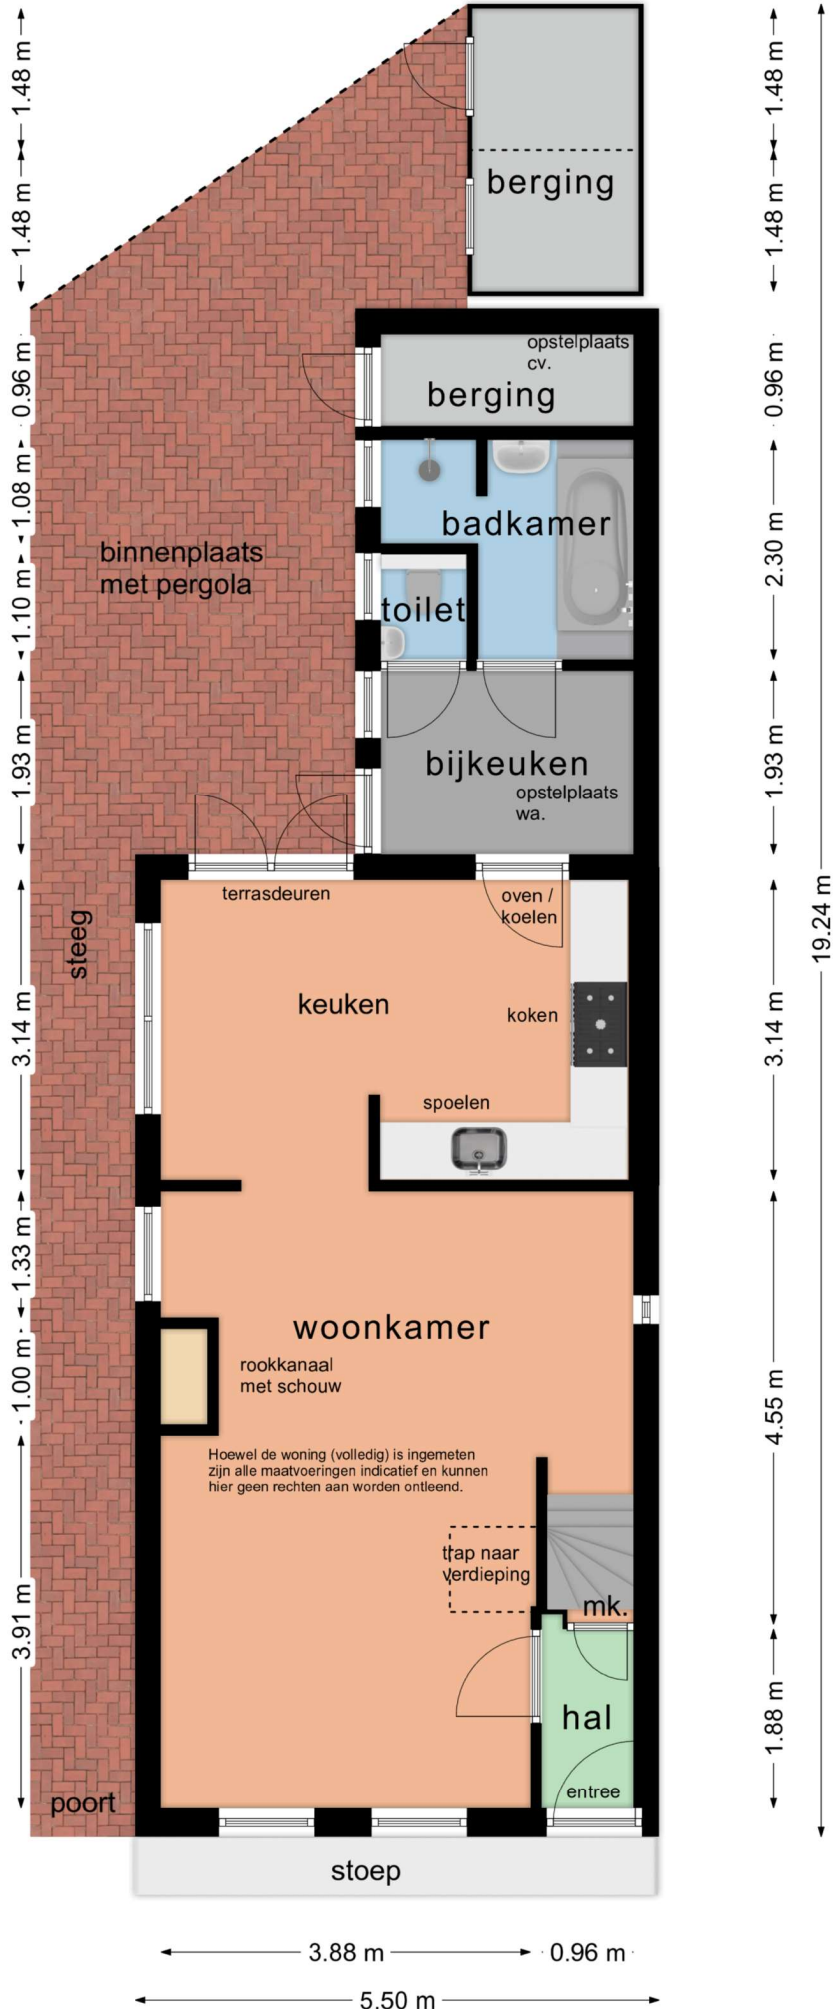 1.48 m
1.48 m
1.48 m
1.48 m
berging
0.96 m
0.96 m
opstelplaats
cv.
berging
1.08 m
1.10 m
2.30 m
badkamer
toilet
binnenplaats
met pergola
1.93 m
1.93 m
bijkeuken
opstelplaats
wa.
terrasdeuren
oven /
koelen
steeg
19.24 m
3.14 m
3.14 m
keuken
koken
spoelen
1.33 m
1.00 m
woonkamer
rookkanaal
met schouw
4.55 m
Hoewel de woning (volledig) is ingemeten
zijn alle maatvoeringen indicatief en kunnen
hier geen rechten aan worden ontleend.
trap naar
verdieping
mk.
3.91 m
1.88 m
hal
entree
poort
stoep
3.88 m
0.96 m
5.50 m